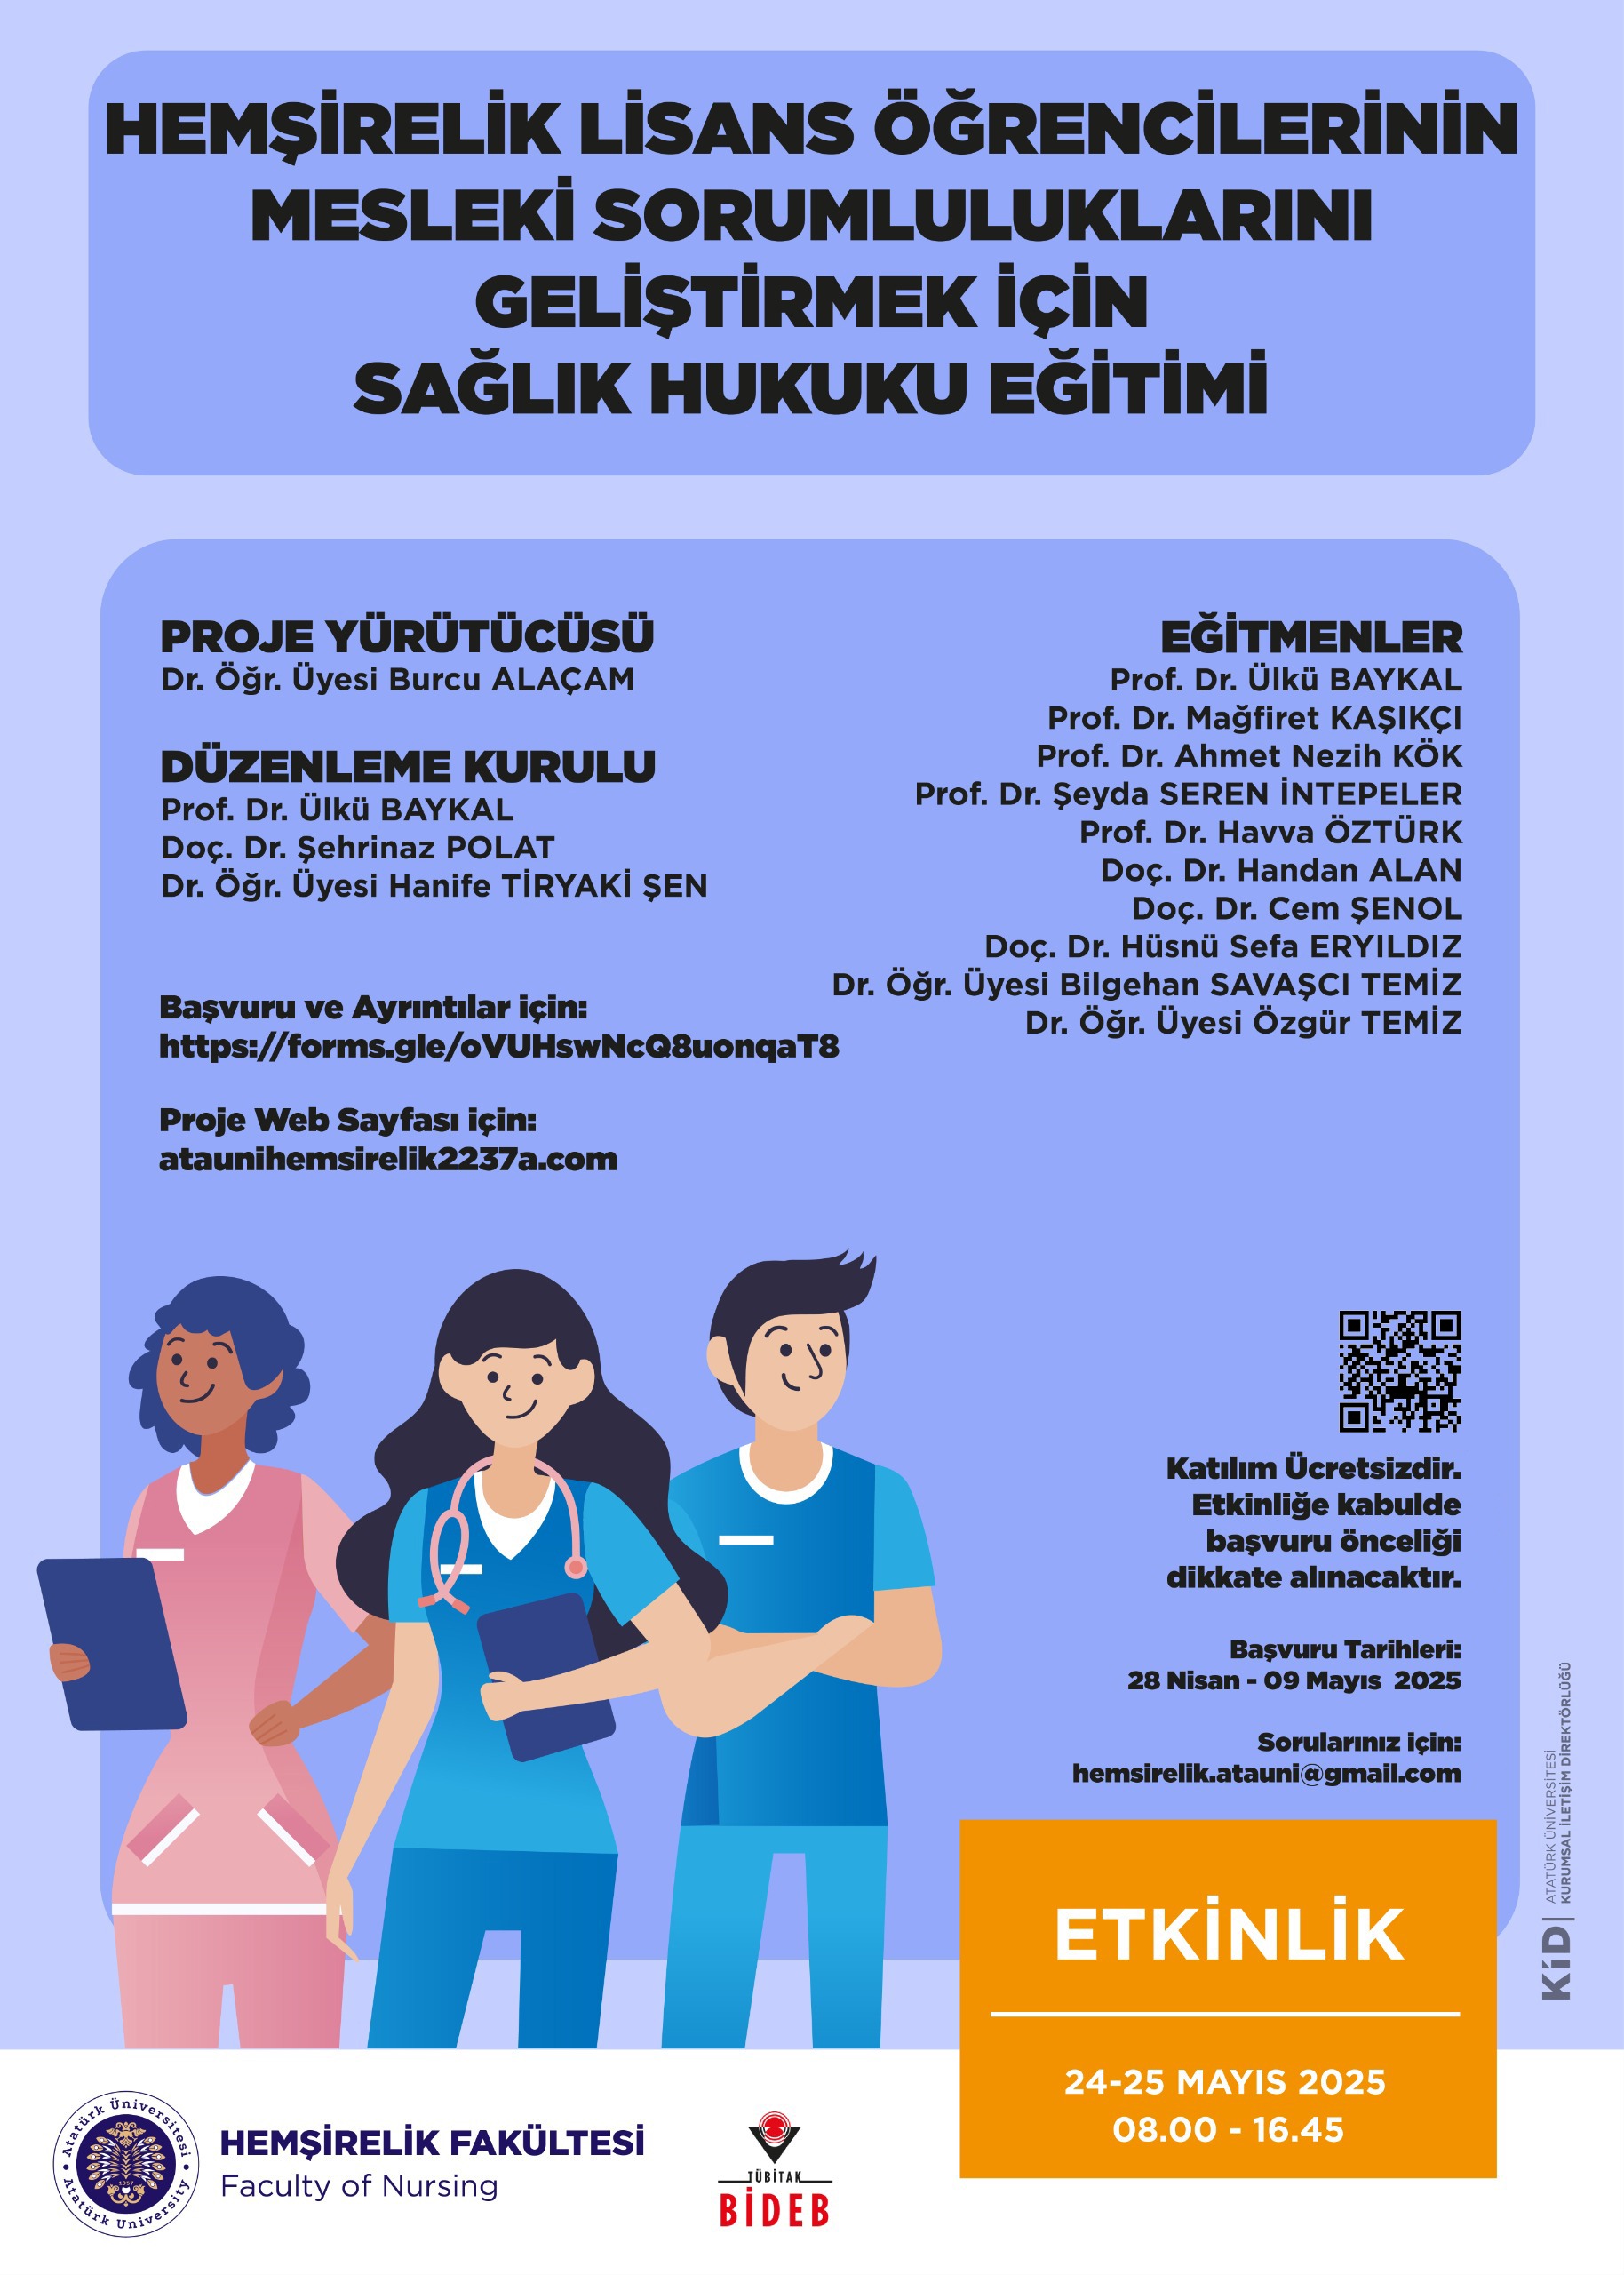 HEMŞİRELİK LİSANS ÖĞRENCİLERİNİN
MESLEKİ SORUMLULUKLARINI
GELİŞTİRMEK İÇİN
SAĞLIK HUKUKU EĞİTİMİ
PROJE YÜRÜTÜCÜSÜ
Dr. Öğr. Üyesi Burcu ALAÇAM
DÜZENLEME KURULU
Prof. Dr. Ülkü BAYKAL
Doç. Dr. Şehrinaz POLAT
Dr. Öğr. Üyesi Hanife TİRYAKİ ŞEN
Başvuru ve Ayrıntılar için:
https://forms.gle/oVUHswNcQ8uonqaT8
Proje Web Sayfası için:
ataunihemsirelik2237a.com
EĞİTMENLER
Prof. Dr. Ülkü BAYKAL
Prof. Dr. Mağfiret KAŞIKÇI
Prof. Dr. Ahmet Nezih KÖK
Prof. Dr. Şeyda SEREN İNTEPELER
Prof. Dr. Havva ÖZTÜRK
Doç. Dr. Handan ALAN
Doç. Dr. Cem ŞENOL
Doç. Dr. Hüsnü Sefa ERYILDIZ
Dr. Öğr. Üyesi Bilgehan SAVAŞCI TEMİZ
Dr. Öğr. Üyesi Özgür TEMİZ
Katılım Ücretsizdir.
Etkinliğe kabulde
başvuru önceliği
dikkate alınacaktır.
Başvuru Tarihleri:
28 Nisan - 09 Mayıs 2025
Sorularınız için:
hemsirelik.atauni@gmail.com
KİD
ATATÜRK ÜNİVERSİTESİ
KURUMSAL İLETİŞİM DİREKTÖRLÜĞÜ
ETKİNLİK
24-25 MAYIS 2025
08.00 - 16.45
Atatürk Üniversitesi
1957
Atatürk University
HEMŞİRELİK FAKÜLTESİ
Faculty of Nursing
TÜBİTAK
BİDEB